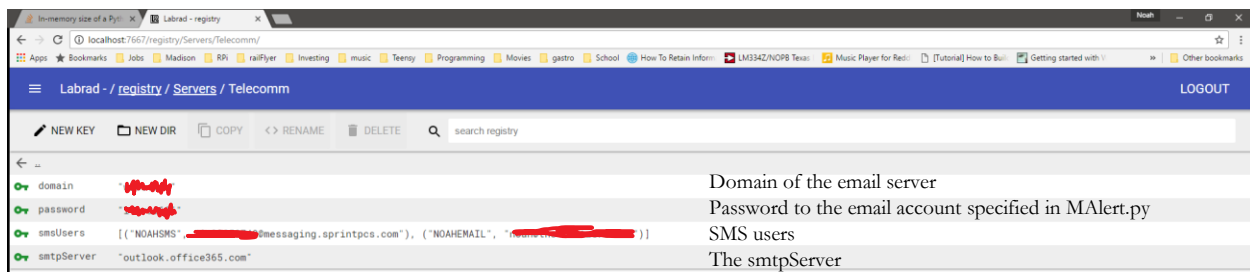 In-memory size of a Pyth
Labrad - registry
Noah
localhost:7667/registry/Servers/Telecomm/
Apps Bookmarks Jobs Madison RPi railFlyer Investing music Teensy Programming Movies gastro School How To Retain Inform LM334Z/NOPB Texas Music Player for Redd [Tutorial] How to Buil Getting started with V » Other bookmarks
Labrad - / registry / Servers / Telecomm LOGOUT
NEW KEY NEW DIR COPY <> RENAME DELETE search registry
..
domain " " Domain of the email server
password " " Password to the email account specified in MAlert.py
smsUsers [("NOAHSMS", @messaging.sprintpcs.com"), ("NOAHEMAIL", " ")] SMS users
smtpServer "outlook.office365.com" The smtpServer